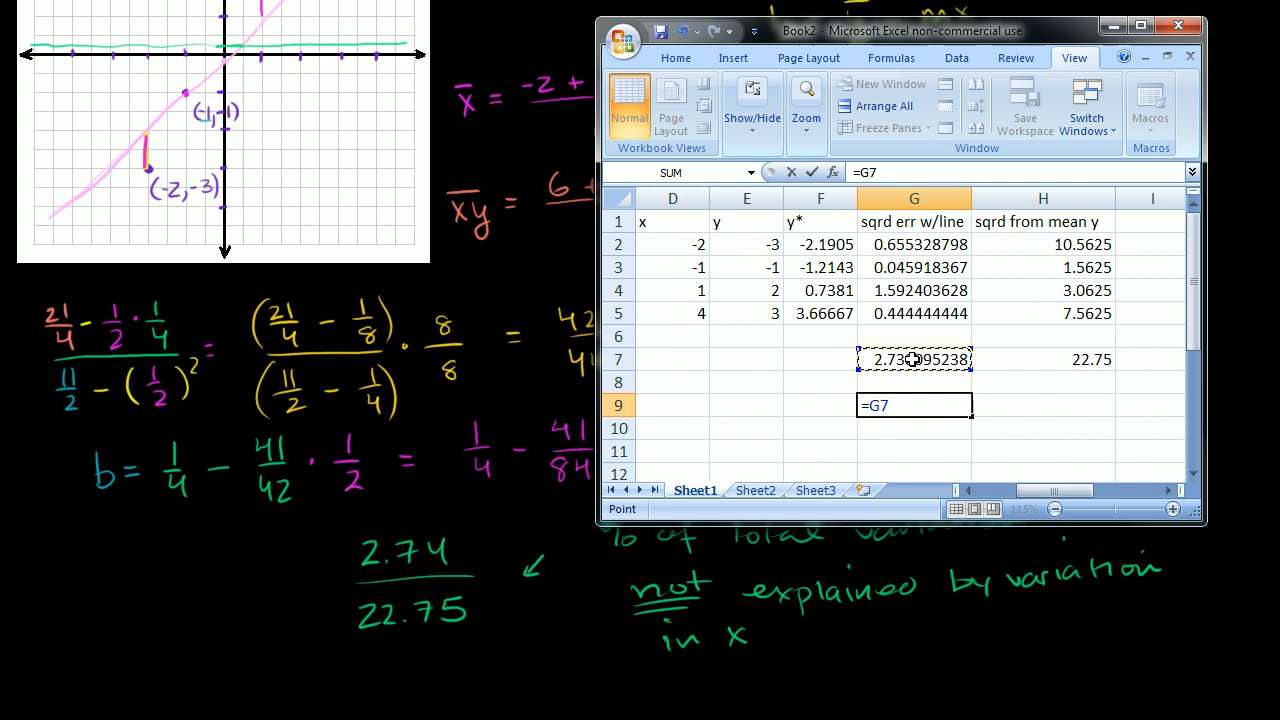 (-1,-1)
(-2,-3)
x̄ = -2 +
xy = 6 +
21/4 - 1/2 · 1/4
11/2 - (1/2)²
=
(21/4 - 1/8)
(11/2 - 1/4)
· 8/8 = 42
b = 1/4 - 41/42 · 1/2 = 1/4 - 41/84
2.74
22.75
% of total
not explained by variation
in x
Book2 - Microsoft Excel non-commercial use
Home Insert Page Layout Formulas Data Review View
Normal
Page Layout
Show/Hide
Zoom
New Window
Arrange All
Freeze Panes
Save Workspace
Switch Windows
Macros
Workbook Views Window Macros
SUM fx =G7
D E F G H I
1 x y y* sqrd err w/line sqrd from mean y
2 -2 -3 -2.1905 0.655328798 10.5625
3 -1 -1 -1.2143 0.045918367 1.5625
4 1 2 0.7381 1.592403628 3.0625
5 4 3 3.66667 0.444444444 7.5625
6
7 22.75
8
9 =G7
10
11
12
Sheet1 Sheet2 Sheet3
Point 115%